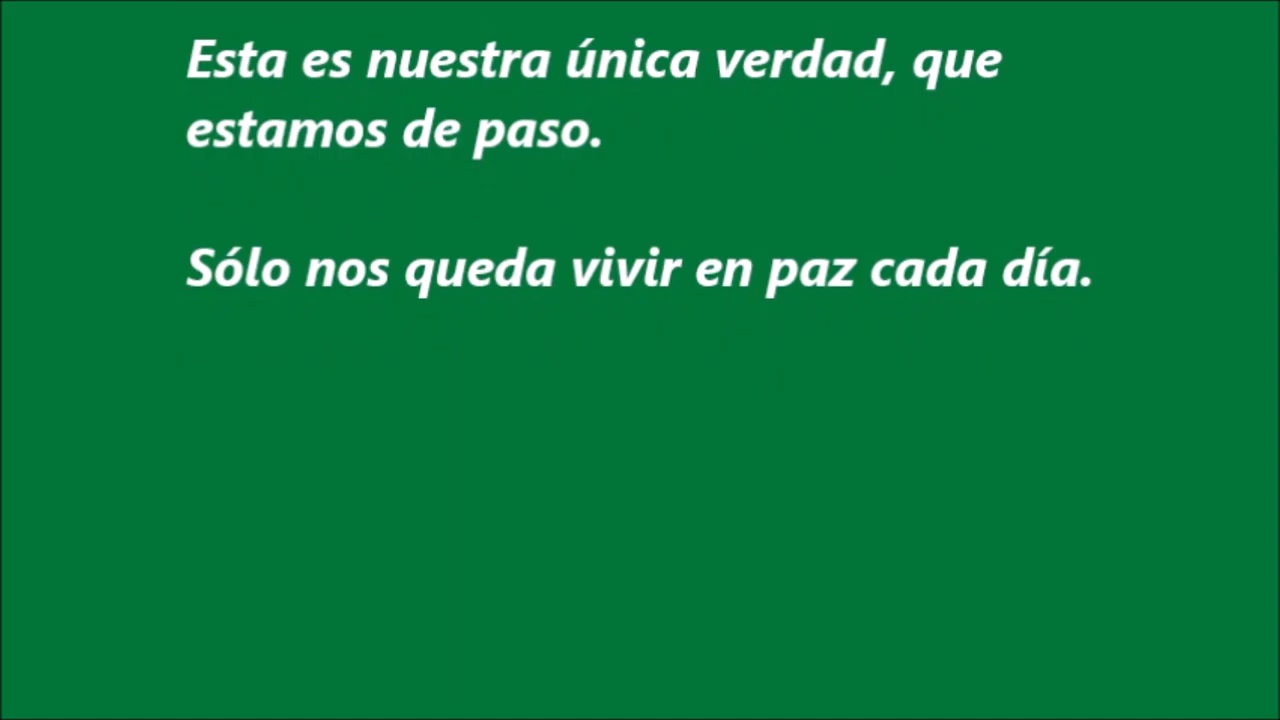 Esta es nuestra única verdad, que
estamos de paso.
Sólo nos queda vivir en paz cada día.